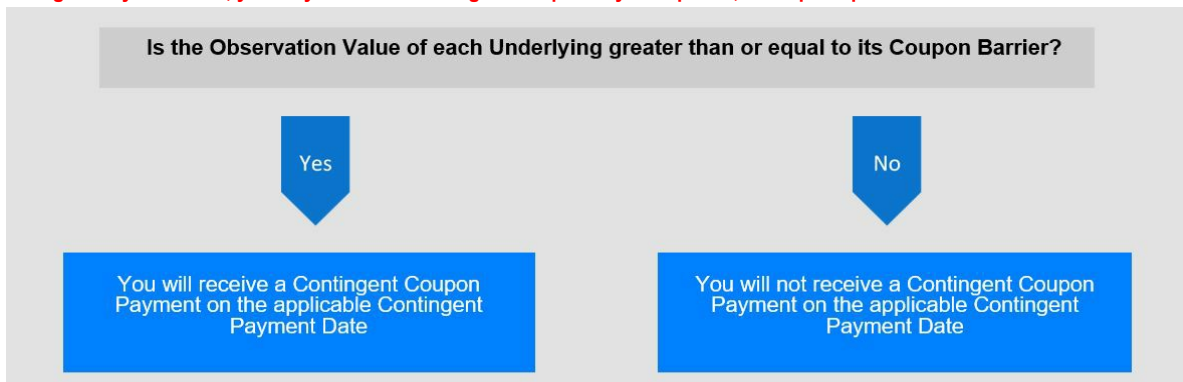 Is the Observation Value of each Underlying greater than or equal to its Coupon Barrier?
Yes
No
You will receive a Contingent Coupon
Payment on the applicable Contingent
Payment Date
You will not receive a Contingent Coupon
Payment on the applicable Contingent
Payment Date